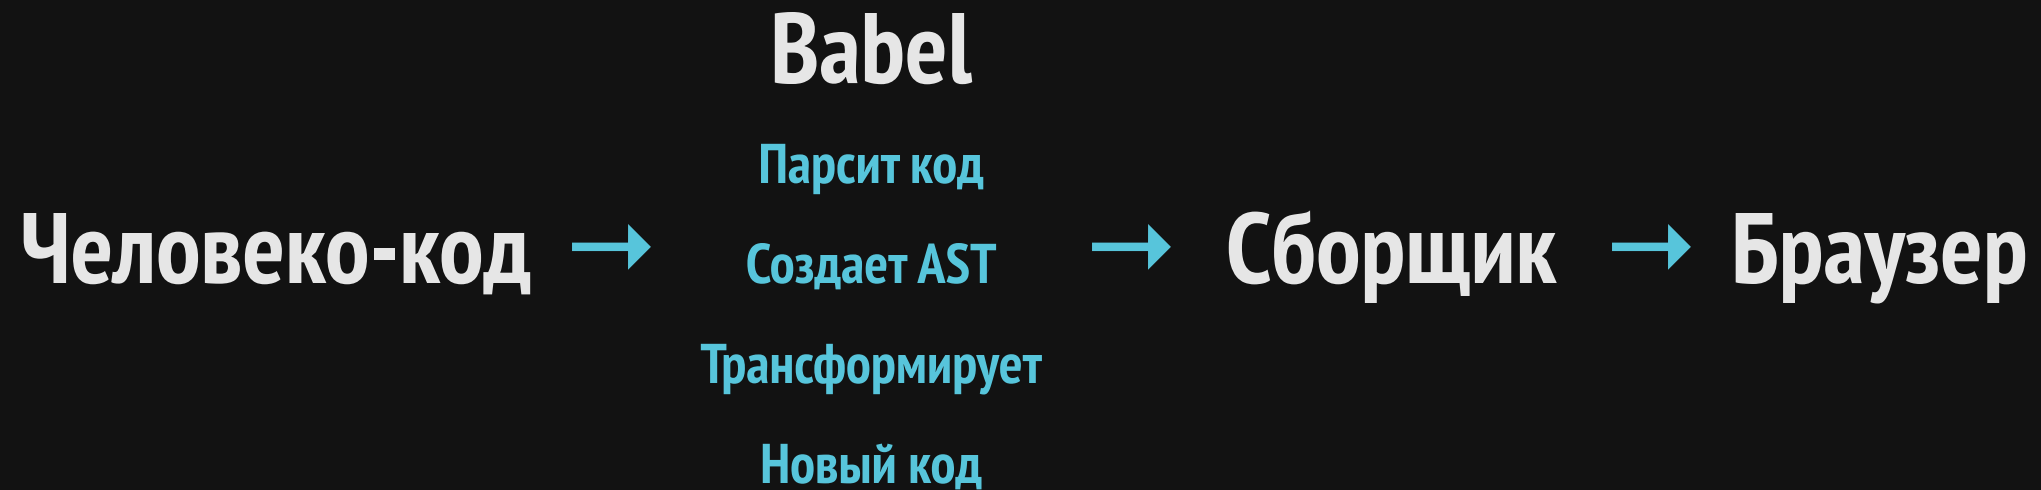 Babel
Парсит код
Создает AST
Трансформирует
Новый код
Человеко-код → → Сборщик → Браузер